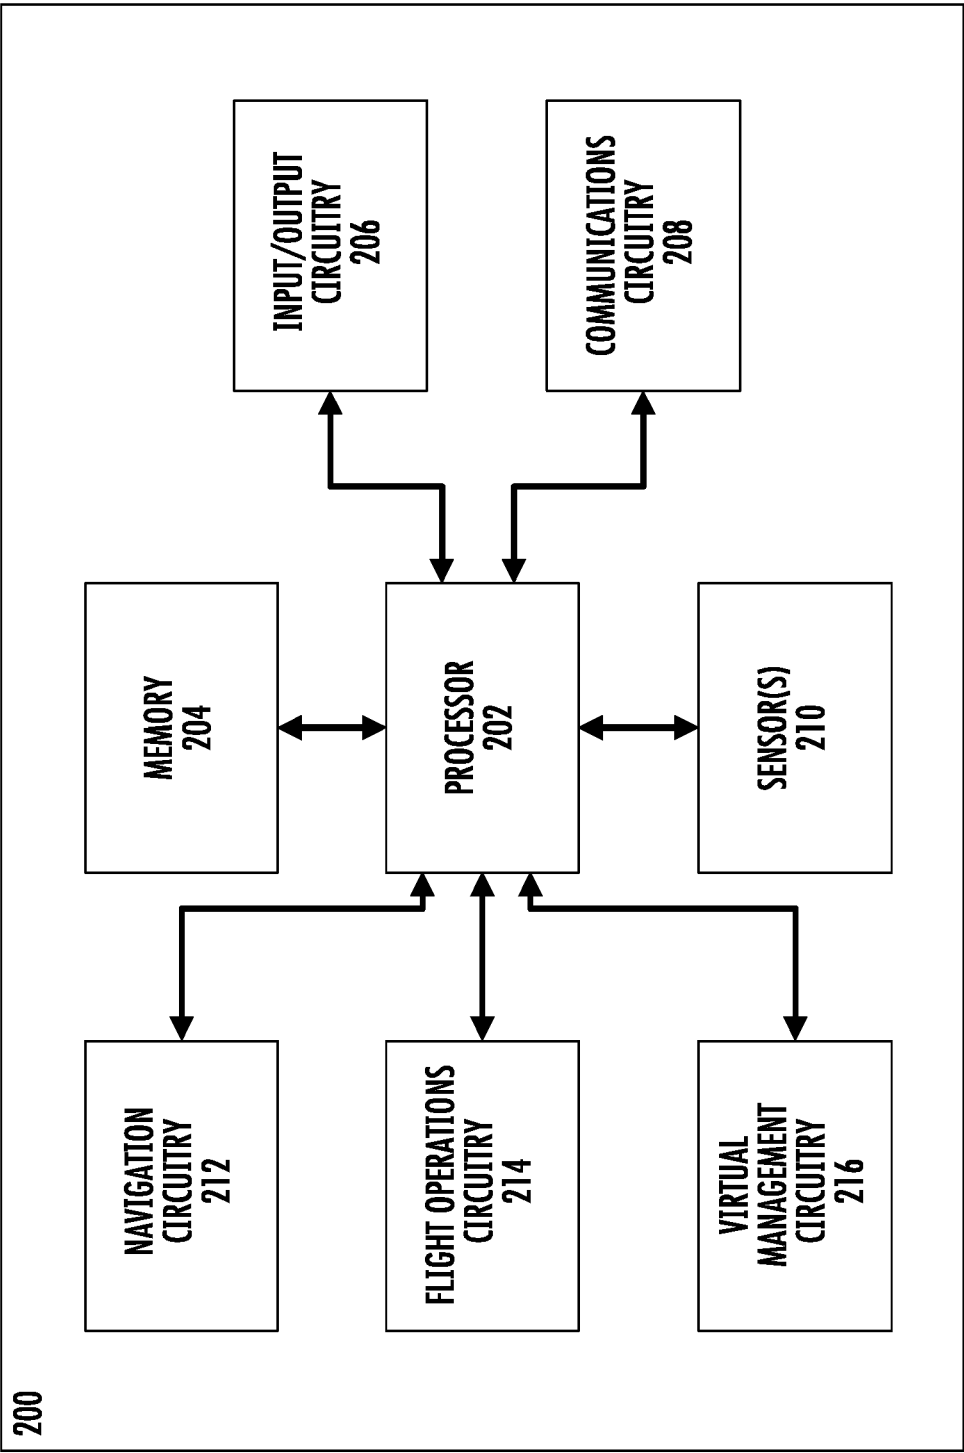 200
NAVIGATION
CIRCUITRY
212
MEMORY
204
INPUT/OUTPUT
CIRCUITRY
206
FLIGHT OPERATIONS
CIRCUITRY
214
PROCESSOR
202
COMMUNICATIONS
CIRCUITRY
208
VIRTUAL
MANAGEMENT
CIRCUITRY
216
SENSOR(S)
210